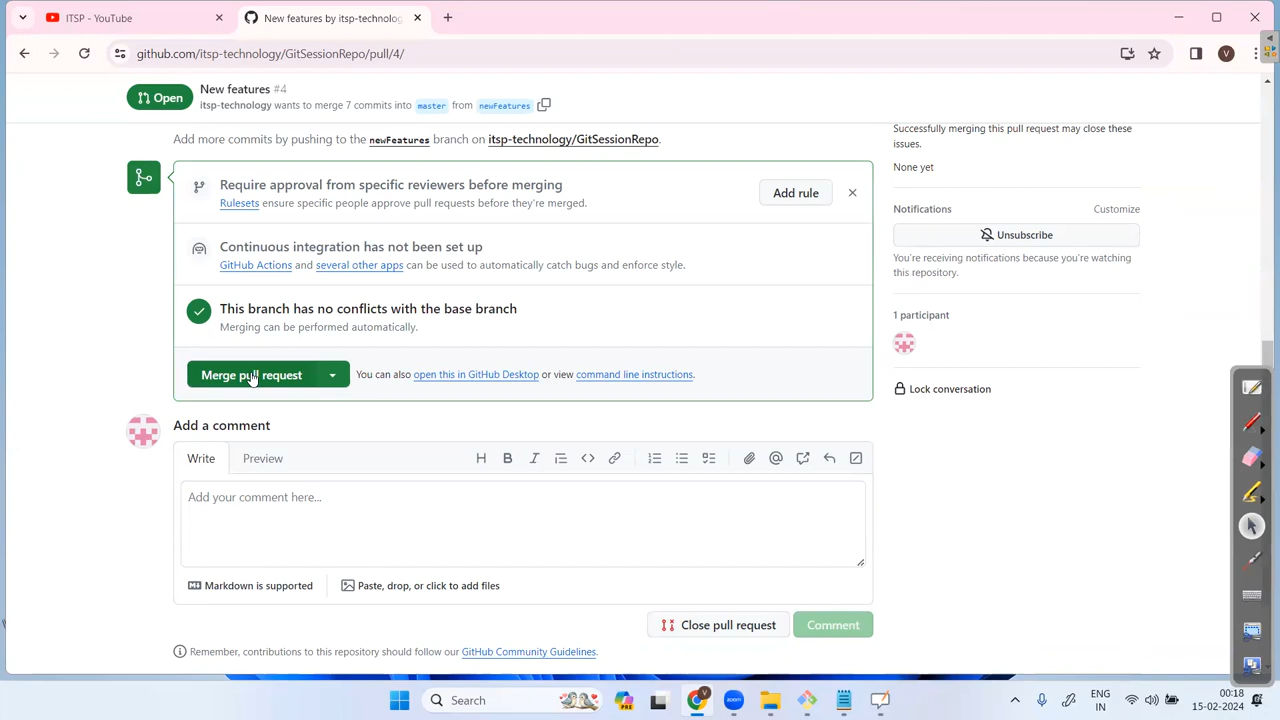 ITSP - YouTube
New features by itsp-technolog
github.com/itsp-technology/GitSessionRepo/pull/4/
V
Open
New features #4
itsp-technology wants to merge 7 commits into master from newFeatures
Add more commits by pushing to the newFeatures branch on itsp-technology/GitSessionRepo.
Require approval from specific reviewers before merging
Rulesets ensure specific people approve pull requests before they're merged.
Add rule
Continuous integration has not been set up
GitHub Actions and several other apps can be used to automatically catch bugs and enforce style.
This branch has no conflicts with the base branch
Merging can be performed automatically.
Merge pull request
You can also open this in GitHub Desktop or view command line instructions.
Successfully merging this pull request may close these
issues.
None yet
Notifications
Customize
Unsubscribe
You're receiving notifications because you're watching
this repository.
1 participant
Lock conversation
Add a comment
Write
Preview
H B I
Add your comment here...
Markdown is supported
Paste, drop, or click to add files
Close pull request
Comment
Remember, contributions to this repository should follow our GitHub Community Guidelines.
Search
PRE
V
zoom
ENG
IN
00:18
15-02-2024